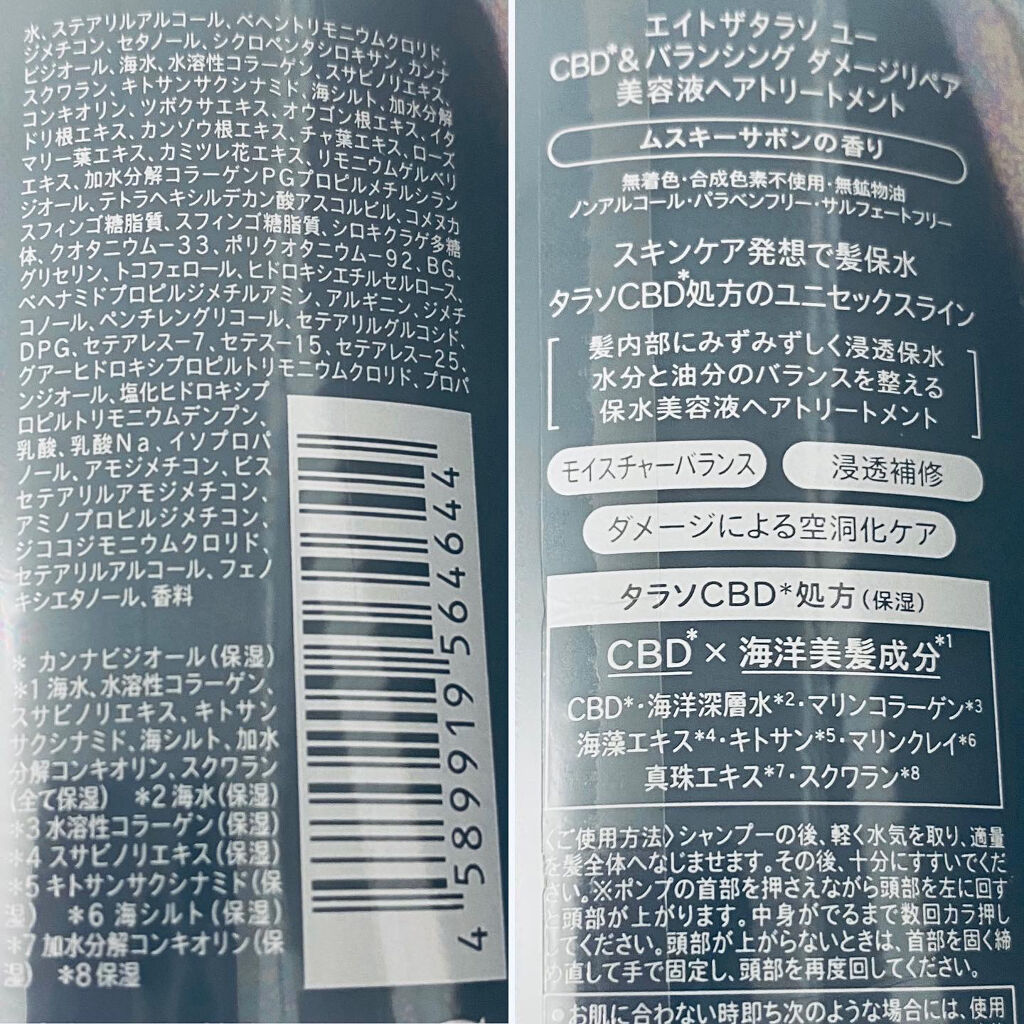 水、ステアリルアルコール、ベヘントリモニウムクロリド、
ジメチコン、セタノール、シクロペンタシロキサン、カンナ
ビジオール、海水、水溶性コラーゲン、スサビノリエキス、
スクワラン、キトサンサクシナミド、海シルト、加水分解
コンキオリン、ツボクサエキス、オウゴン根エキス、イタ
ドリ根エキス、カンゾウ根エキス、チャ葉エキス、ローズ
マリー葉エキス、カミツレ花エキス、リモニウムゲルベリ
エキス、加水分解コラーゲンPGプロピルメチルシラン
ジオール、テトラヘキシルデカン酸アスコルビル、コメヌカ
スフィンゴ糖脂質、スフィンゴ糖脂質、シロキクラゲ多糖
体、クオタニウム－33、ポリクオタニウム－92、BG、
グリセリン、トコフェロール、ヒドロキシエチルセルロース、
ベヘナミドプロピルジメチルアミン、アルギニン、ジメチ
コノール、ペンチレングリコール、セテアリルグルコシド、
DPG、セテアレス－7、セテス－15、セテアレス－25、
グアーヒドロキシプロピルトリモニウムクロリド、プロパ
ンジオール、塩化ヒドロキシプ
ロピルトリモニウムデンプン、
乳酸、乳酸Na、イソプロパ
ノール、アモジメチコン、ビス
セテアリルアモジメチコン、
アミノプロピルジメチコン、
ジココジモニウムクロリド、
セテアリルアルコール、フェノ
キシエタノール、香料
* カンナビジオール（保湿）
*1 海水、水溶性コラーゲン、
スサビノリエキス、キトサン
サクシナミド、海シルト、加水
分解コンキオリン、スクワラン
（全て保湿） *2 海水（保湿）
*3 水溶性コラーゲン（保湿）
*4 スサビノリエキス（保湿）
*5 キトサンサクシナミド（保
湿） *6 海シルト（保湿）
*7 加水分解コンキオリン（保
湿） *8 保湿
4589919564644
エイトザタラソ ユー
CBD*＆バランシング ダメージリペア
美容液ヘアトリートメント
ムスキーサボンの香り
無着色・合成色素不使用・無鉱物油
ノンアルコール・パラベンフリー・サルフェートフリー
スキンケア発想で髪保水
タラソCBD*処方のユニセックスライン
髪内部にみずみずしく浸透保水
水分と油分のバランスを整える
保水美容液ヘアトリートメント
モイスチャーバランス
浸透補修
ダメージによる空洞化ケア
タラソCBD*処方（保湿）
CBD*×海洋美髪成分*1
CBD*・海洋深層水*2・マリンコラーゲン*3
海藻エキス*4・キトサン*5・マリンクレイ*6
真珠エキス*7・スクワラン*8
〈ご使用方法〉シャンプーの後、軽く水気を取り、適量
を髪全体へなじませます。その後、十分にすすいでくだ
さい。※ポンプの首部を押さえながら頭部を左に回す
と頭部が上がります。中身がでるまで数回カラ押し
してください。頭部が上がらないときは、首部を固く締
め直して手で固定し、頭部を再度回してください。
●お肌に合わない時即ち次のような場合には、使用